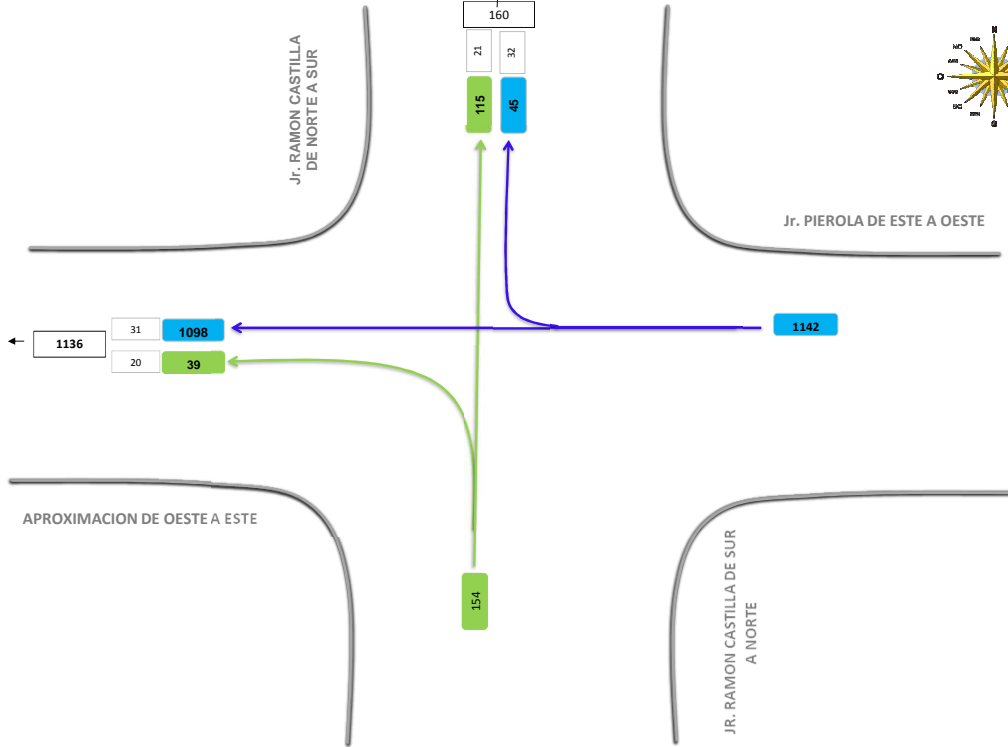 160
21
32
115
45
Jr. RAMON CASTILLA
DE NORTE A SUR
N
Jr. PIEROLA DE ESTE A OESTE
31
1098
1142
1136
20
39
APROXIMACION DE OESTE A ESTE
154
JR. RAMON CASTILLA DE SUR
A NORTE